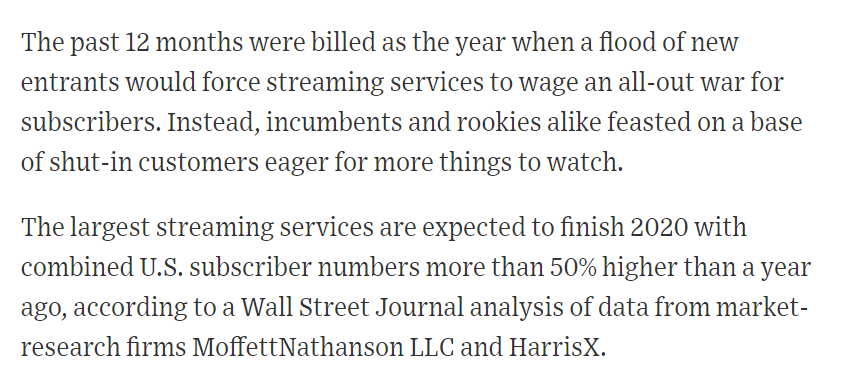 The past 12 months were billed as the year when a flood of new
entrants would force streaming services to wage an all-out war for
subscribers. Instead, incumbents and rookies alike feasted on a base
of shut-in customers eager for more things to watch.
The largest streaming services are expected to finish 2020 with
combined U.S. subscriber numbers more than 50% higher than a year
ago, according to a Wall Street Journal analysis of data from market-
research firms MoffettNathanson LLC and HarrisX.